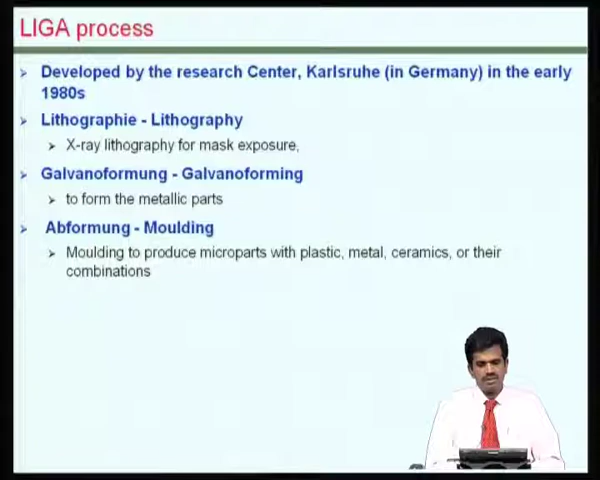 LIGA process
Developed by the research Center, Karlsruhe (in Germany) in the early
1980s
Lithographie - Lithography
X-ray lithography for mask exposure,
Galvanoformung - Galvanoforming
to form the metallic parts
Abformung - Moulding
Moulding to produce microparts with plastic, metal, ceramics, or their
combinations